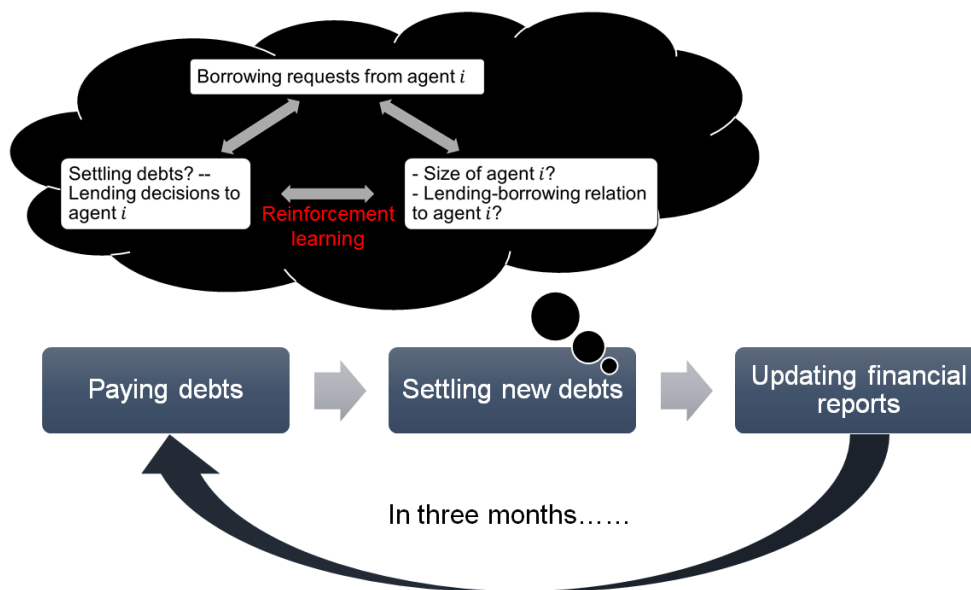 Borrowing requests from agent i
Settling debts? --
Lending decisions to
agent i
- Size of agent i?
- Lending-borrowing relation
to agent i?
Reinforcement
learning
Paying debts
Settling new debts
Updating financial
reports
In three months……